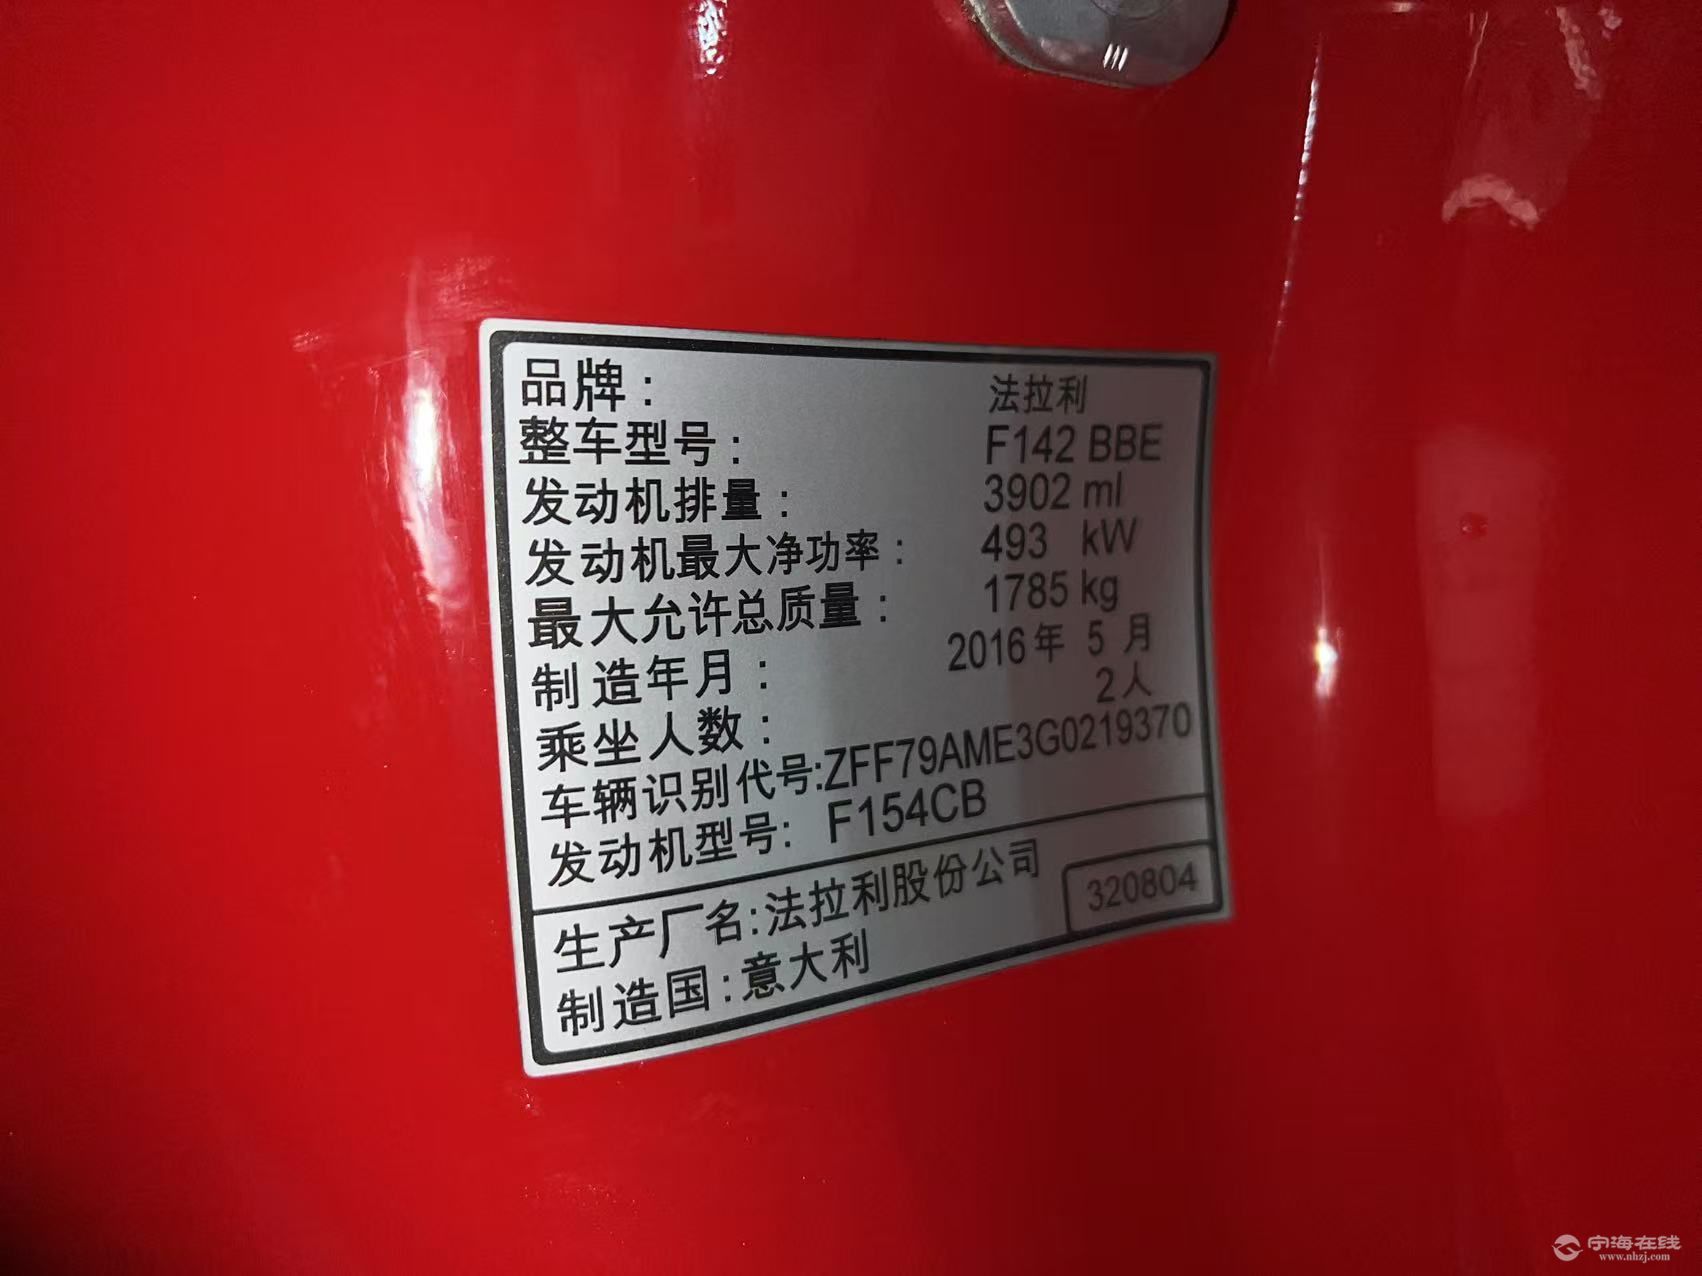 品牌： 法拉利
整车型号： F142 BBE
发动机排量： 3902 ml
发动机最大净功率： 493 kW
最大允许总质量： 1785 kg
制造年月： 2016年 5 月
乘坐人数： 2人
车辆识别代号:ZFF79AME3G0219370
发动机型号: F154CB
生产厂名:法拉利股份公司
320804
制造国:意大利
宁海在线
www.nhzj.com